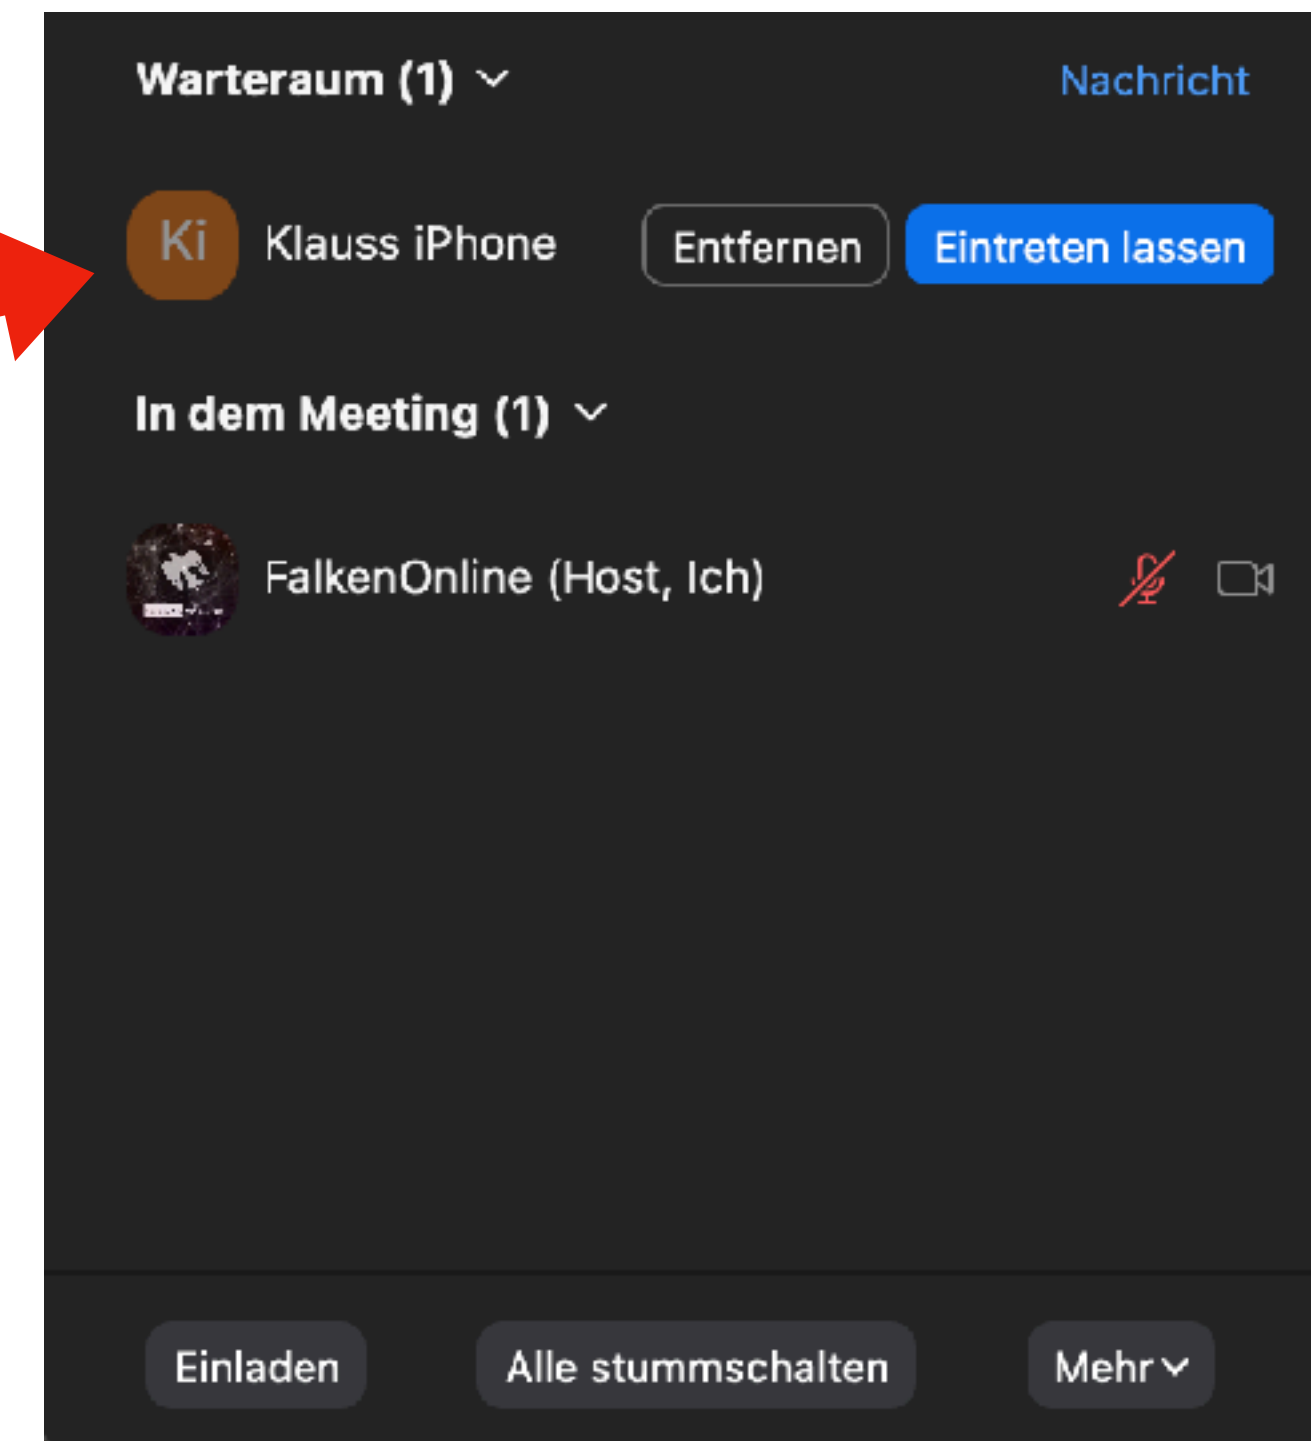 Warteraum (1) Nachricht
Ki Klauss iPhone Entfernen Eintreten lassen
In dem Meeting (1)
FalkenOnline (Host, Ich)
Einladen Alle stummschalten Mehr